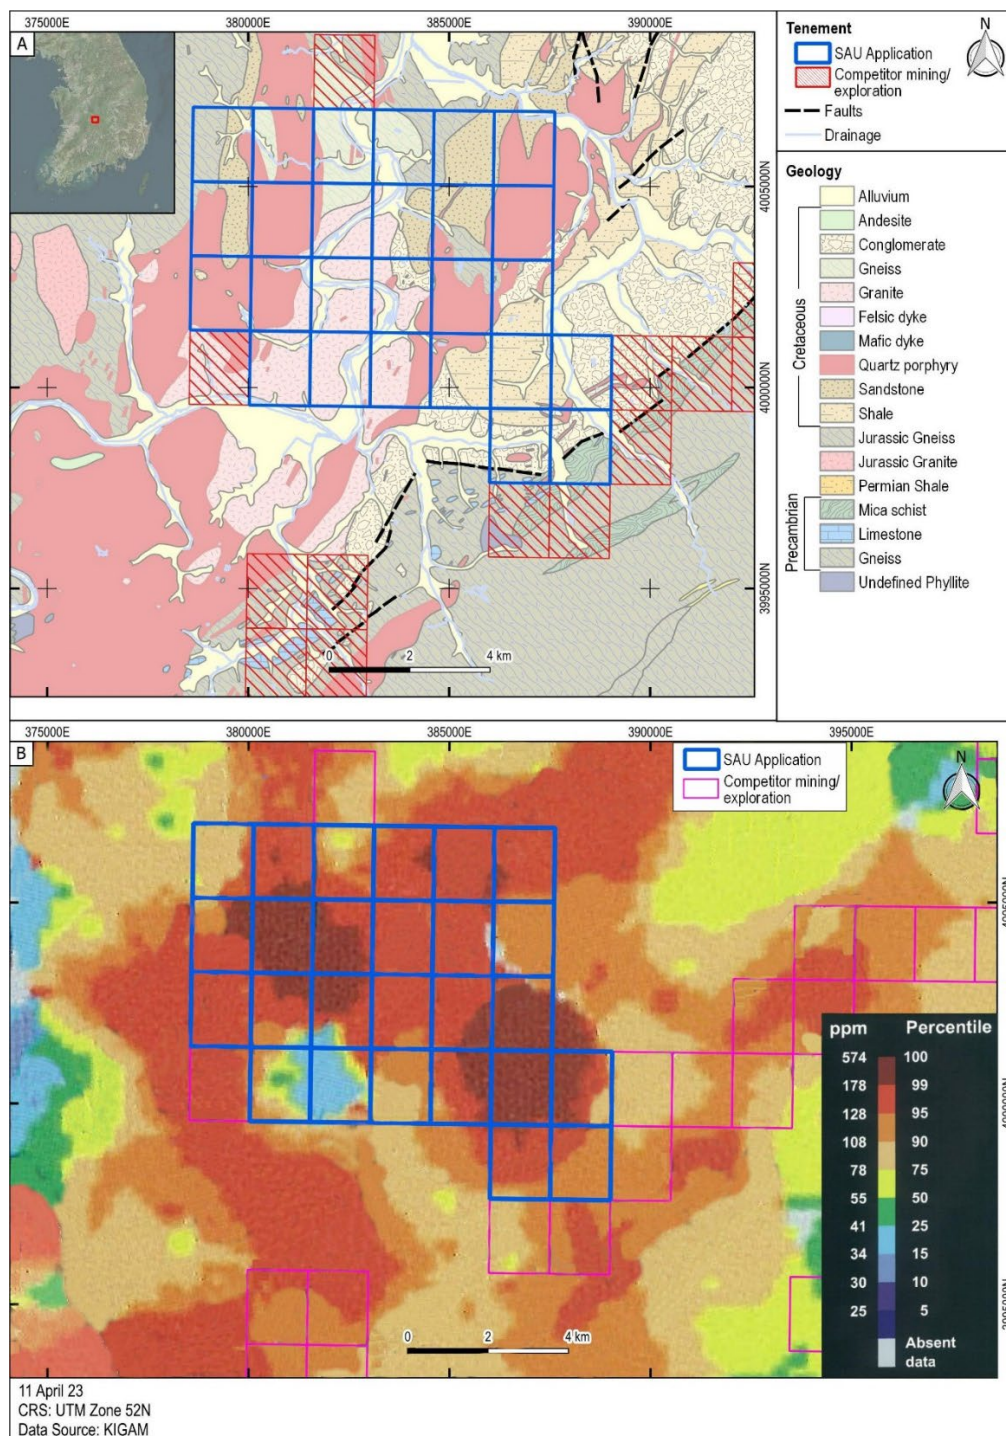 375000E 380000E 385000E 390000E
A
N
Tenement
SAU Application
Competitor mining/
exploration
Faults
Drainage
Geology
Alluvium
Andesite
Conglomerate
Gneiss
Granite
Felsic dyke
Mafic dyke
Quartz porphyry
Sandstone
Shale
Jurassic Gneiss
Jurassic Granite
Permian Shale
Mica schist
Limestone
Gneiss
Undefined Phyllite
Cretaceous
Precambrian
4005000N
4000000N
3995000N
0 2 4 km
375000E 380000E 385000E 390000E 395000E
B
SAU Application
Competitor mining/
exploration
N
4005000N
4000000N
3995000N
ppm Percentile
574 100
178 99
128 95
108 90
78 75
55 50
41 25
34 15
30 10
25 5
Absent
data
0 2 4 km
11 April 23
CRS: UTM Zone 52N
Data Source: KIGAM